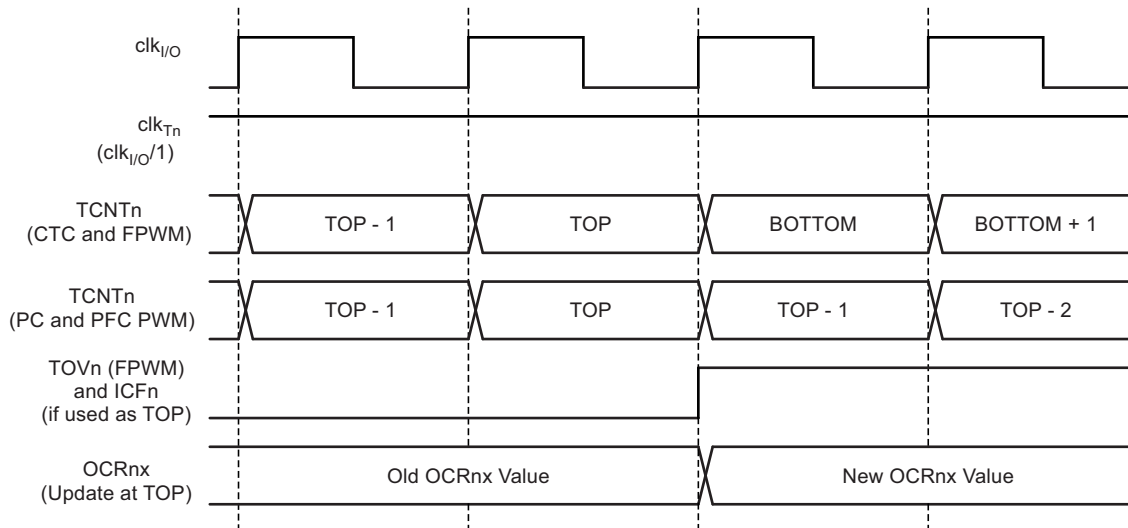 clkI/O
clkTn
(clkI/O/1)
TCNTn
(CTC and FPWM)
TOP - 1
TOP
BOTTOM
BOTTOM + 1
TCNTn
(PC and PFC PWM)
TOP - 1
TOP
TOP - 1
TOP - 2
TOVn (FPWM)
and ICFn
(if used as TOP)
OCRnx
(Update at TOP)
Old OCRnx Value
New OCRnx Value